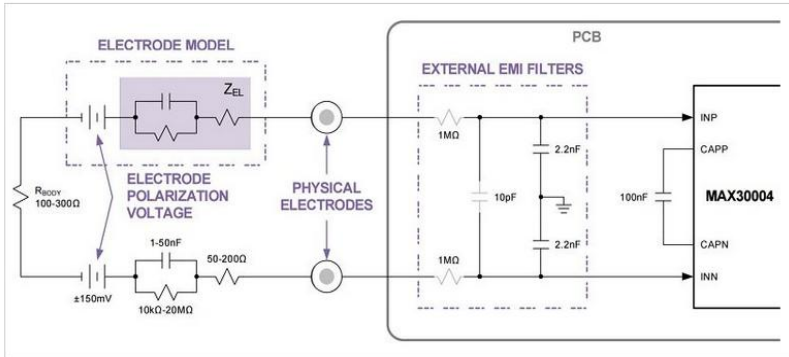 PCB
ELECTRODE MODEL
EXTERNAL EMI FILTERS
Z_EL
1MΩ
INP
2.2nF
CAPP
R_BODY
100-300Ω
ELECTRODE
POLARIZATION
VOLTAGE
PHYSICAL
ELECTRODES
10pF
100nF
MAX30004
1-50nF
50-200Ω
2.2nF
CAPN
1MΩ
INN
±150mV
10kΩ-20MΩ